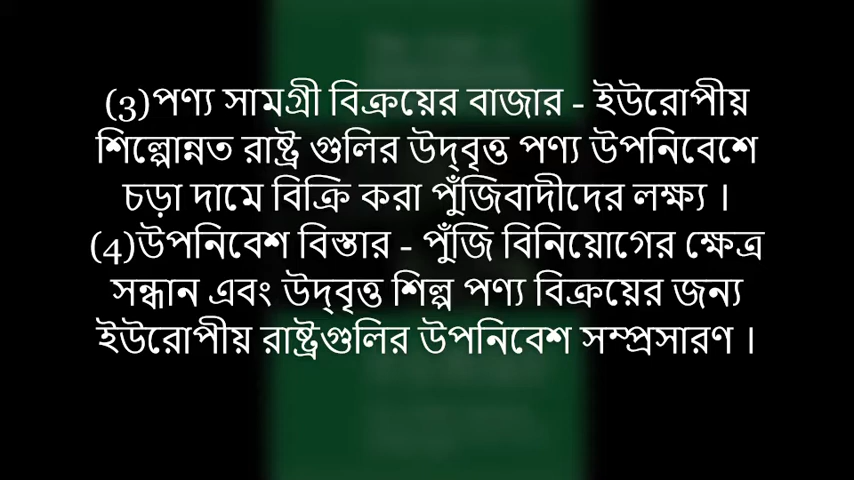 (3)পণ্য সামগ্রী বিক্রয়ের বাজার - ইউরোপীয়
শিল্পোন্নত রাষ্ট্র গুলির উদ্‌বৃত্ত পণ্য উপনিবেশে
চড়া দামে বিক্রি করা পুঁজিবাদীদের লক্ষ্য ।
(4)উপনিবেশ বিস্তার - পুঁজি বিনিয়োগের ক্ষেত্র
সন্ধান এবং উদ্‌বৃত্ত শিল্প পণ্য বিক্রয়ের জন্য
ইউরোপীয় রাষ্ট্রগুলির উপনিবেশ সম্প্রসারণ ।